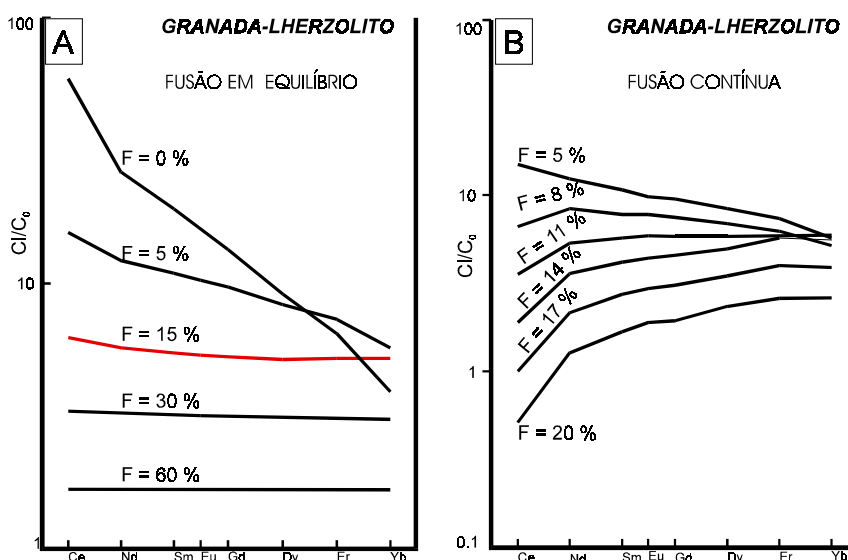 A
GRANADA-LHERZOLITO
FUSÃO EM EQUILÍBRIO
100
10
1
Cl/C₀
F = 0 %
F = 5 %
F = 15 %
F = 30 %
F = 60 %
Ce Nd Sm Eu Gd Dy Er Yb
B
GRANADA-LHERZOLITO
FUSÃO CONTÍNUA
100
10
1
0.1
Cl/C₀
F = 5 %
F = 8 %
F = 11 %
F = 14 %
F = 17 %
F = 20 %
Ce Nd Sm Eu Gd Dy Er Yb